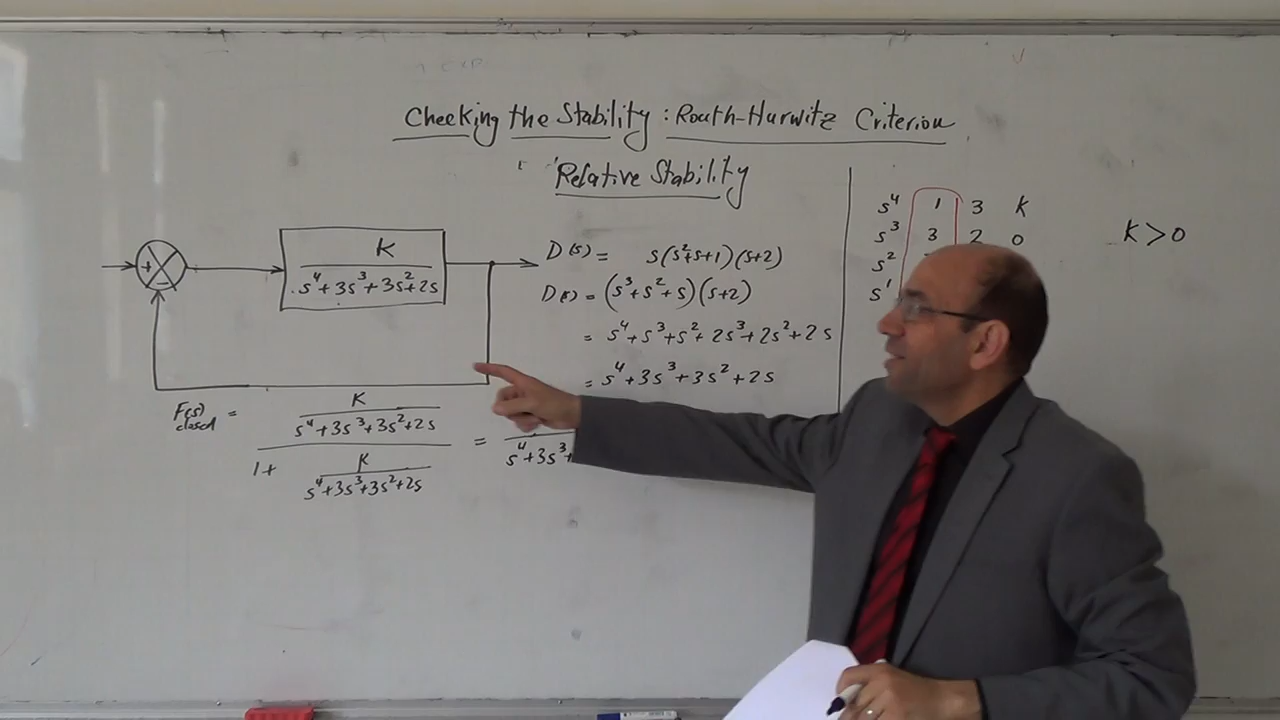 Checking the Stability : Routh-Hurwitz Criterion
Relative Stability
+
-
K
s⁴+3s³+3s²+2s
D(s) = s(s²+s+1)(s+2)
D(s) = (s³+s²+s)(s+2)
= s⁴+s³+s²+2s³+2s²+2s
= s⁴+3s³+3s²+2s
F(s) closed =
K
s⁴+3s³+3s²+2s
1+
K
s⁴+3s³+3s²+2s
=
s⁴+3s³+
s⁴ 1 3 K
s³ 3 2 0
s²
s¹
K>0